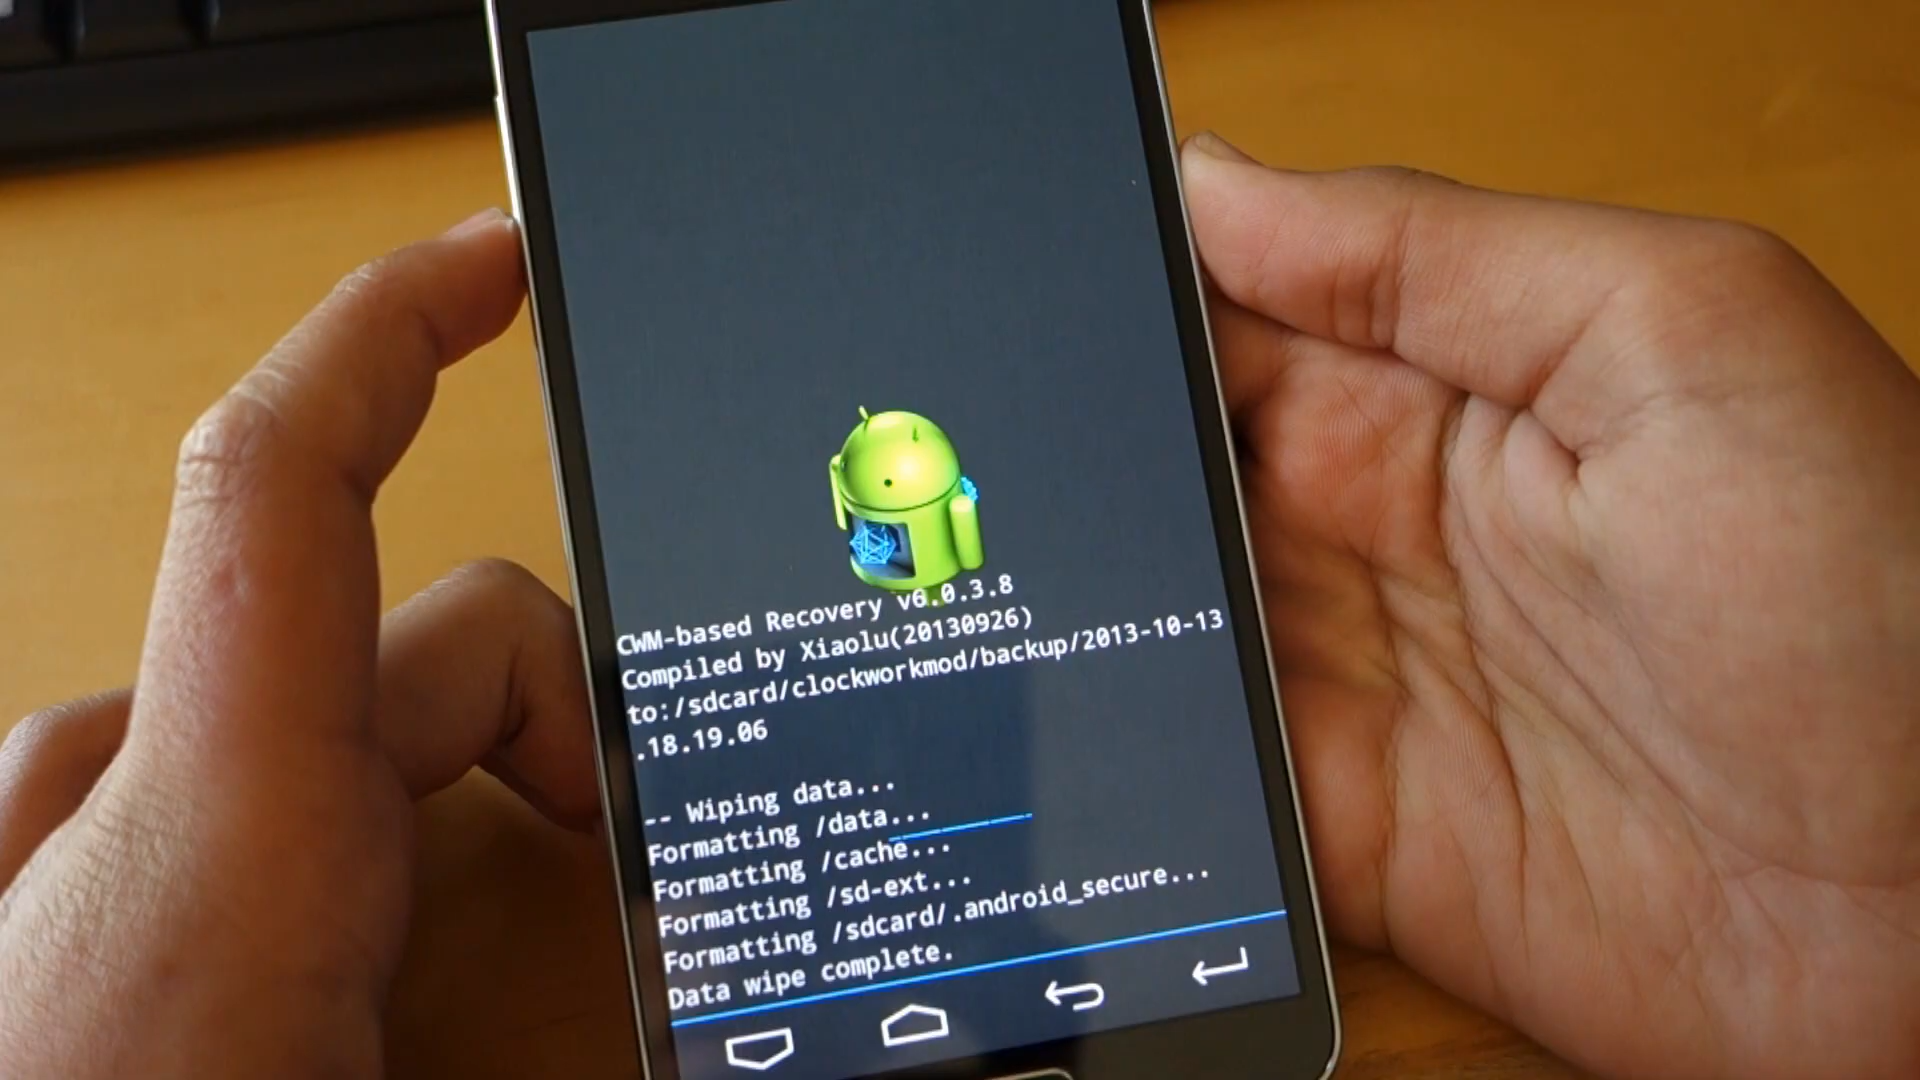 CWM-based Recovery v6.0.3.8
Compiled by Xiaolu(20130926)
to:/sdcard/clockworkmod/backup/2013-10-13
.18.19.06
-- Wiping data...
Formatting /data...
Formatting /cache...
Formatting /sd-ext...
Formatting /sdcard/.android_secure...
Data wipe complete.